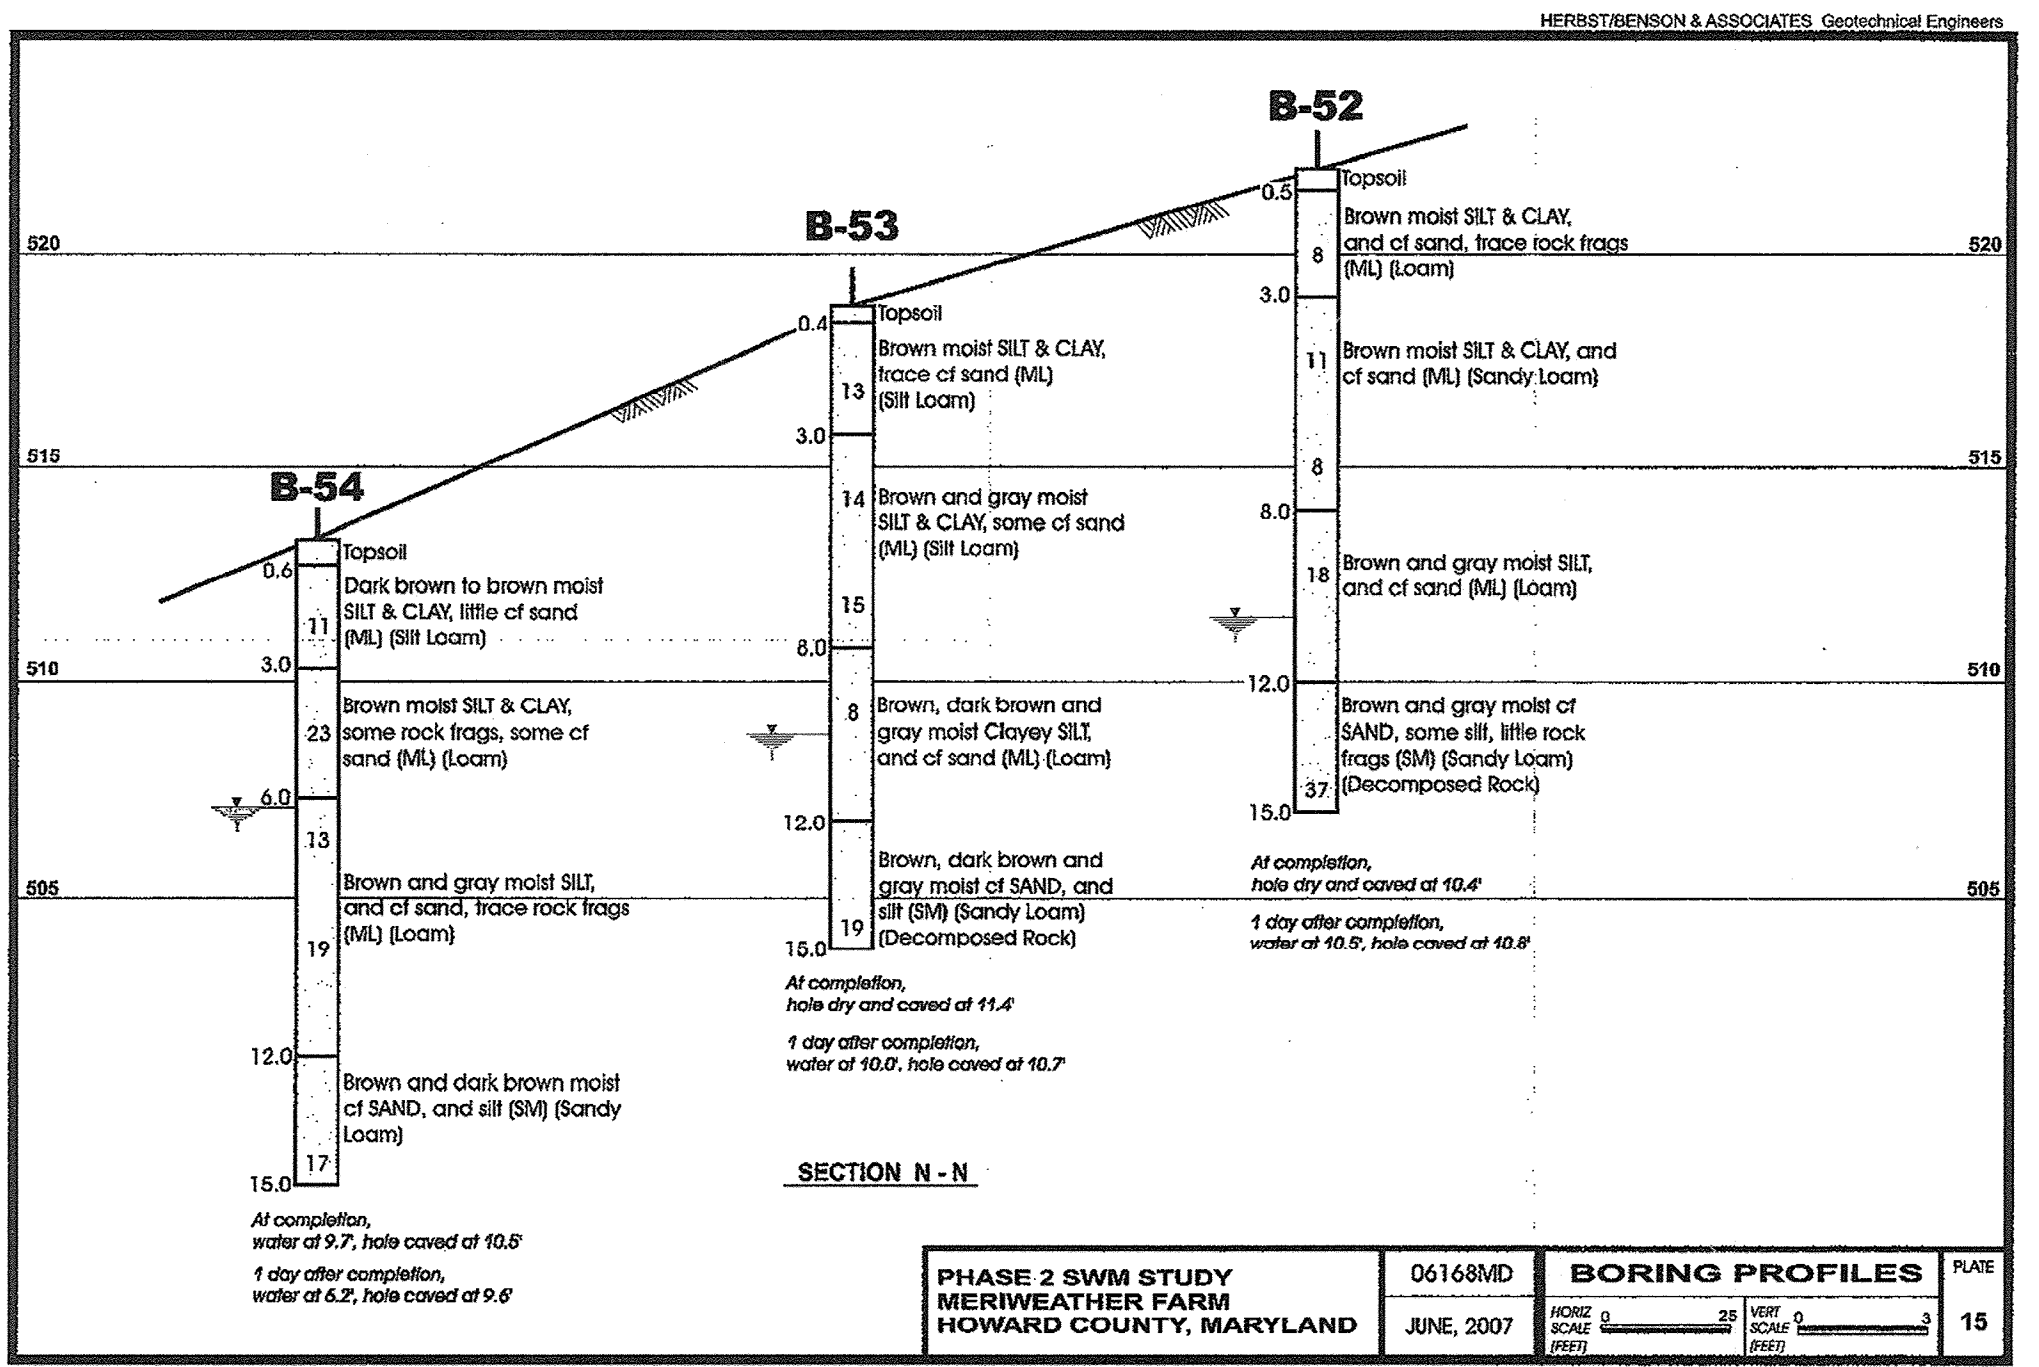 HERBST/BENSON & ASSOCIATES Geotechnical Engineers
B-52
0.5
Topsoil
Brown moist SILT & CLAY,
and cf sand, trace rock frags
(ML) (Loam)
8
3.0
11
Brown moist SILT & CLAY, and
cf sand (ML) (Sandy Loam)
8
8.0
18
Brown and gray moist SILT,
and cf sand (ML) (Loam)
12.0
Brown and gray moist cf
SAND, some silt, little rock
frags (SM) (Sandy Loam)
(Decomposed Rock)
37
15.0
At completion,
hole dry and caved at 10.4'
1 day after completion,
water at 10.5', hole caved at 10.8'
B-53
Topsoil
0.4
Brown moist SILT & CLAY,
trace cf sand (ML)
(Silt Loam)
13
3.0
14
Brown and gray moist
SILT & CLAY, some cf sand
(ML) (Silt Loam)
15
8.0
8
Brown, dark brown and
gray moist Clayey SILT,
and cf sand (ML) (Loam)
12.0
Brown, dark brown and
gray moist cf SAND, and
silt (SM) (Sandy Loam)
(Decomposed Rock)
19
15.0
At completion,
hole dry and caved at 11.4'
1 day after completion,
water at 10.0', hole caved at 10.7'
B-54
Topsoil
0.6
Dark brown to brown moist
SILT & CLAY, little cf sand
(ML) (Silt Loam)
11
3.0
Brown moist SILT & CLAY,
some rock frags, some cf
sand (ML) (Loam)
23
6.0
13
Brown and gray moist SILT,
and cf sand, trace rock frags
(ML) (Loam)
19
12.0
Brown and dark brown moist
cf SAND, and silt (SM) (Sandy
Loam)
17
15.0
At completion,
water at 9.7', hole caved at 10.5'
1 day after completion,
water at 6.2', hole caved at 9.6'
520
520
515
515
510
510
505
505
SECTION N - N
PHASE 2 SWM STUDY
MERIWEATHER FARM
HOWARD COUNTY, MARYLAND
06168MD
JUNE, 2007
BORING PROFILES
HORIZ
SCALE
(FEET)
0 25
VERT
SCALE
(FEET)
0 3
PLATE
15